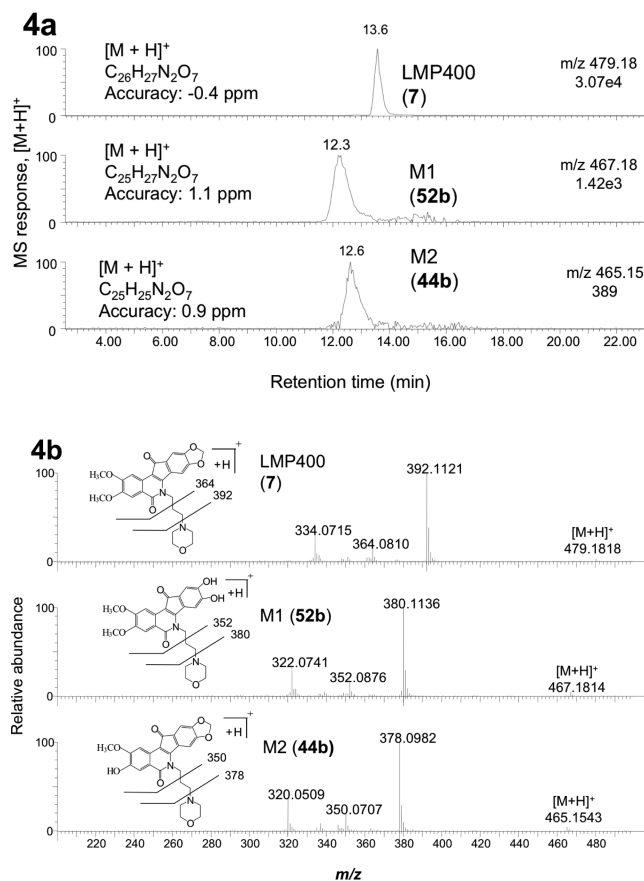 4a
MS response, [M+H]+
100
0
[M + H]+
C26H27N2O7
Accuracy: -0.4 ppm
13.6
LMP400
(7)
m/z 479.18
3.07e4
100
0
[M + H]+
C25H27N2O7
Accuracy: 1.1 ppm
12.3
M1
(52b)
m/z 467.18
1.42e3
100
0
[M + H]+
C25H25N2O7
Accuracy: 0.9 ppm
12.6
M2
(44b)
m/z 465.15
389
4.00 6.00 8.00 10.00 12.00 14.00 16.00 18.00 20.00 22.00
Retention time (min)
4b
Relative abundance
100
0
O
O
O
H3CO
H3CO
N
O
N
O
+H
+
364
392
LMP400
(7)
334.0715
364.0810
392.1121
[M+H]+
479.1818
100
0
O
OH
OH
H3CO
H3CO
N
O
N
O
+H
+
352
380
M1 (52b)
322.0741
352.0876
380.1136
[M+H]+
467.1814
100
0
O
O
O
H3CO
HO
N
O
N
O
+H
+
350
378
M2 (44b)
320.0509
350.0707
378.0982
[M+H]+
465.1543
220 240 260 280 300 320 340 360 380 400 420 440 460 480
m/z